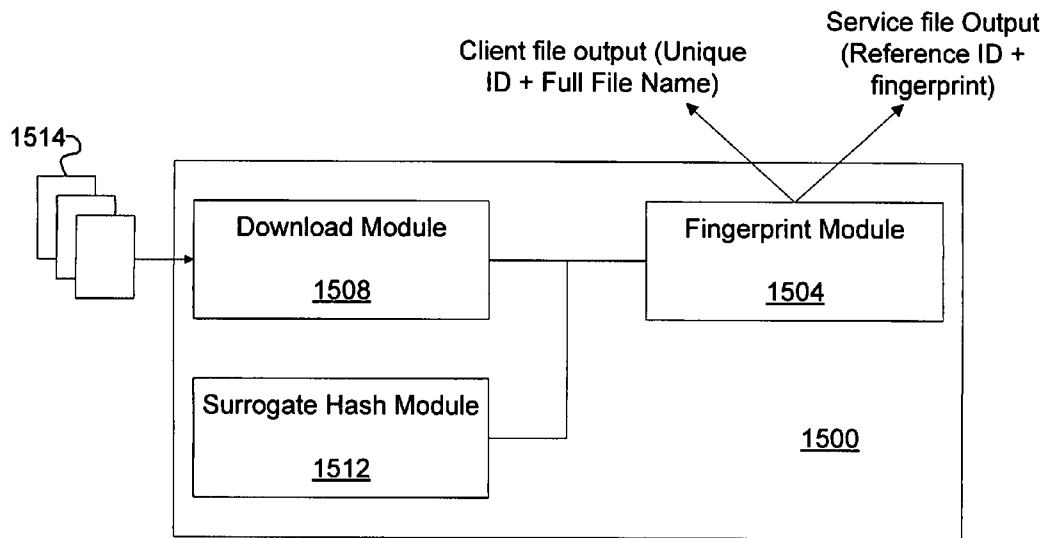 Client file output (Unique
ID + Full File Name)
Service file Output
(Reference ID +
fingerprint)
1514
Download Module
1508
Fingerprint Module
1504
Surrogate Hash Module
1512
1500